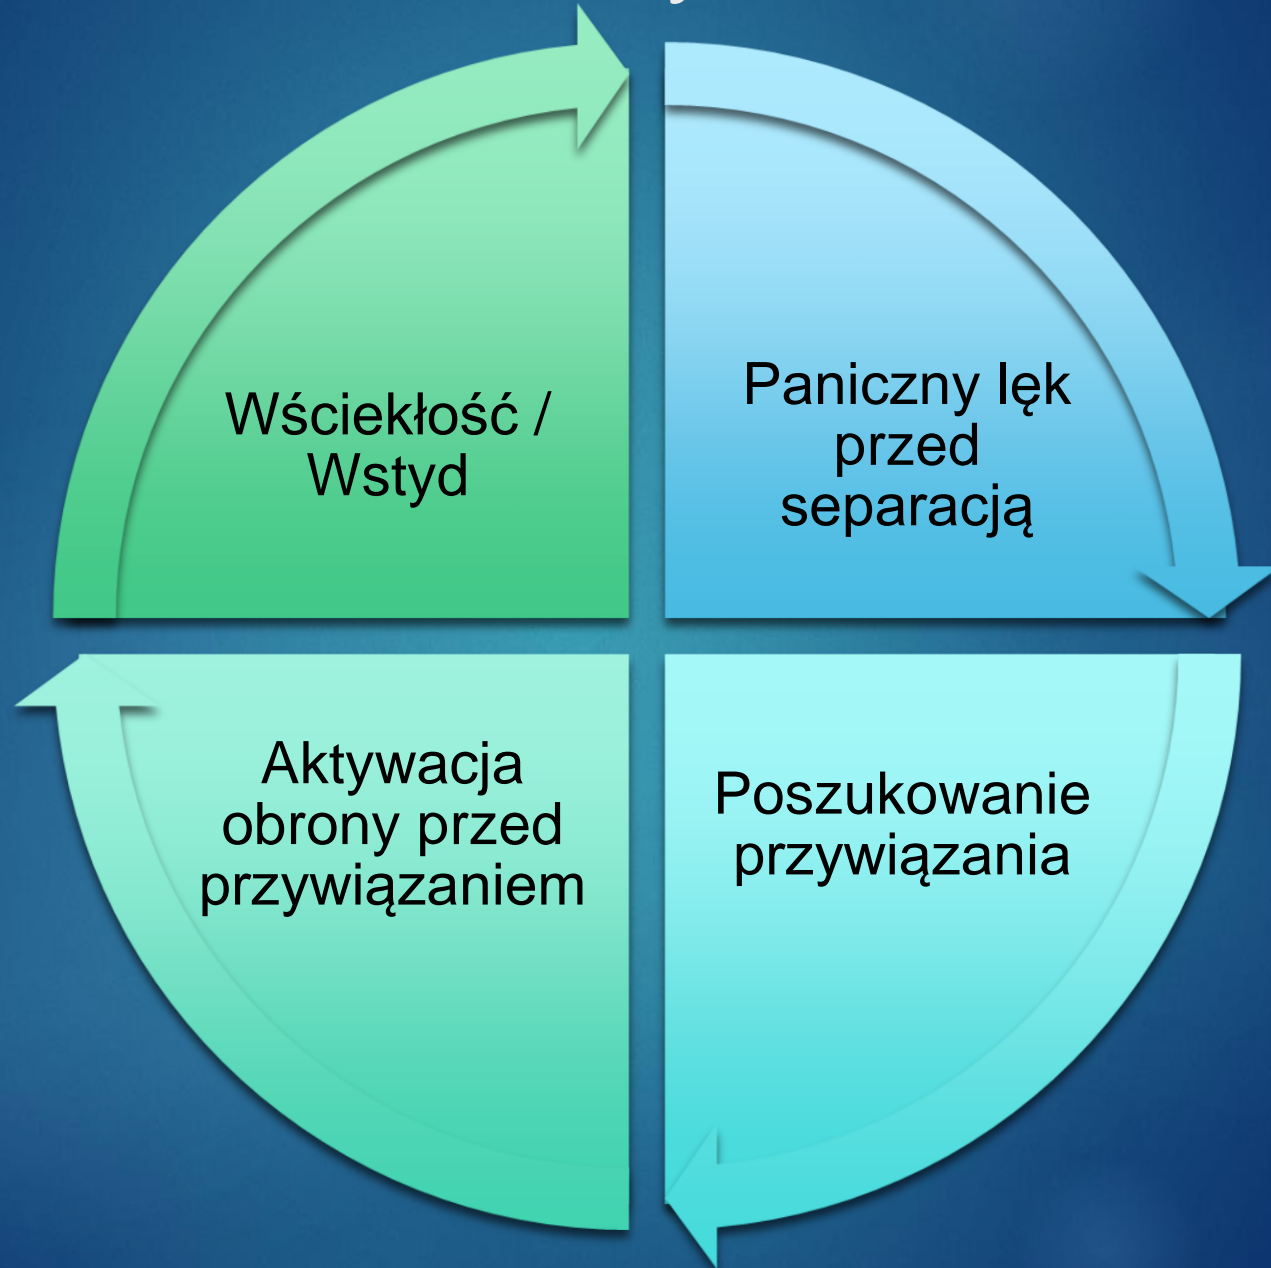 Wściekłość /
Wstyd
Paniczny lęk
przed
separacją
Aktywacja
obrony przed
przywiązaniem
Poszukowanie
przywiązania